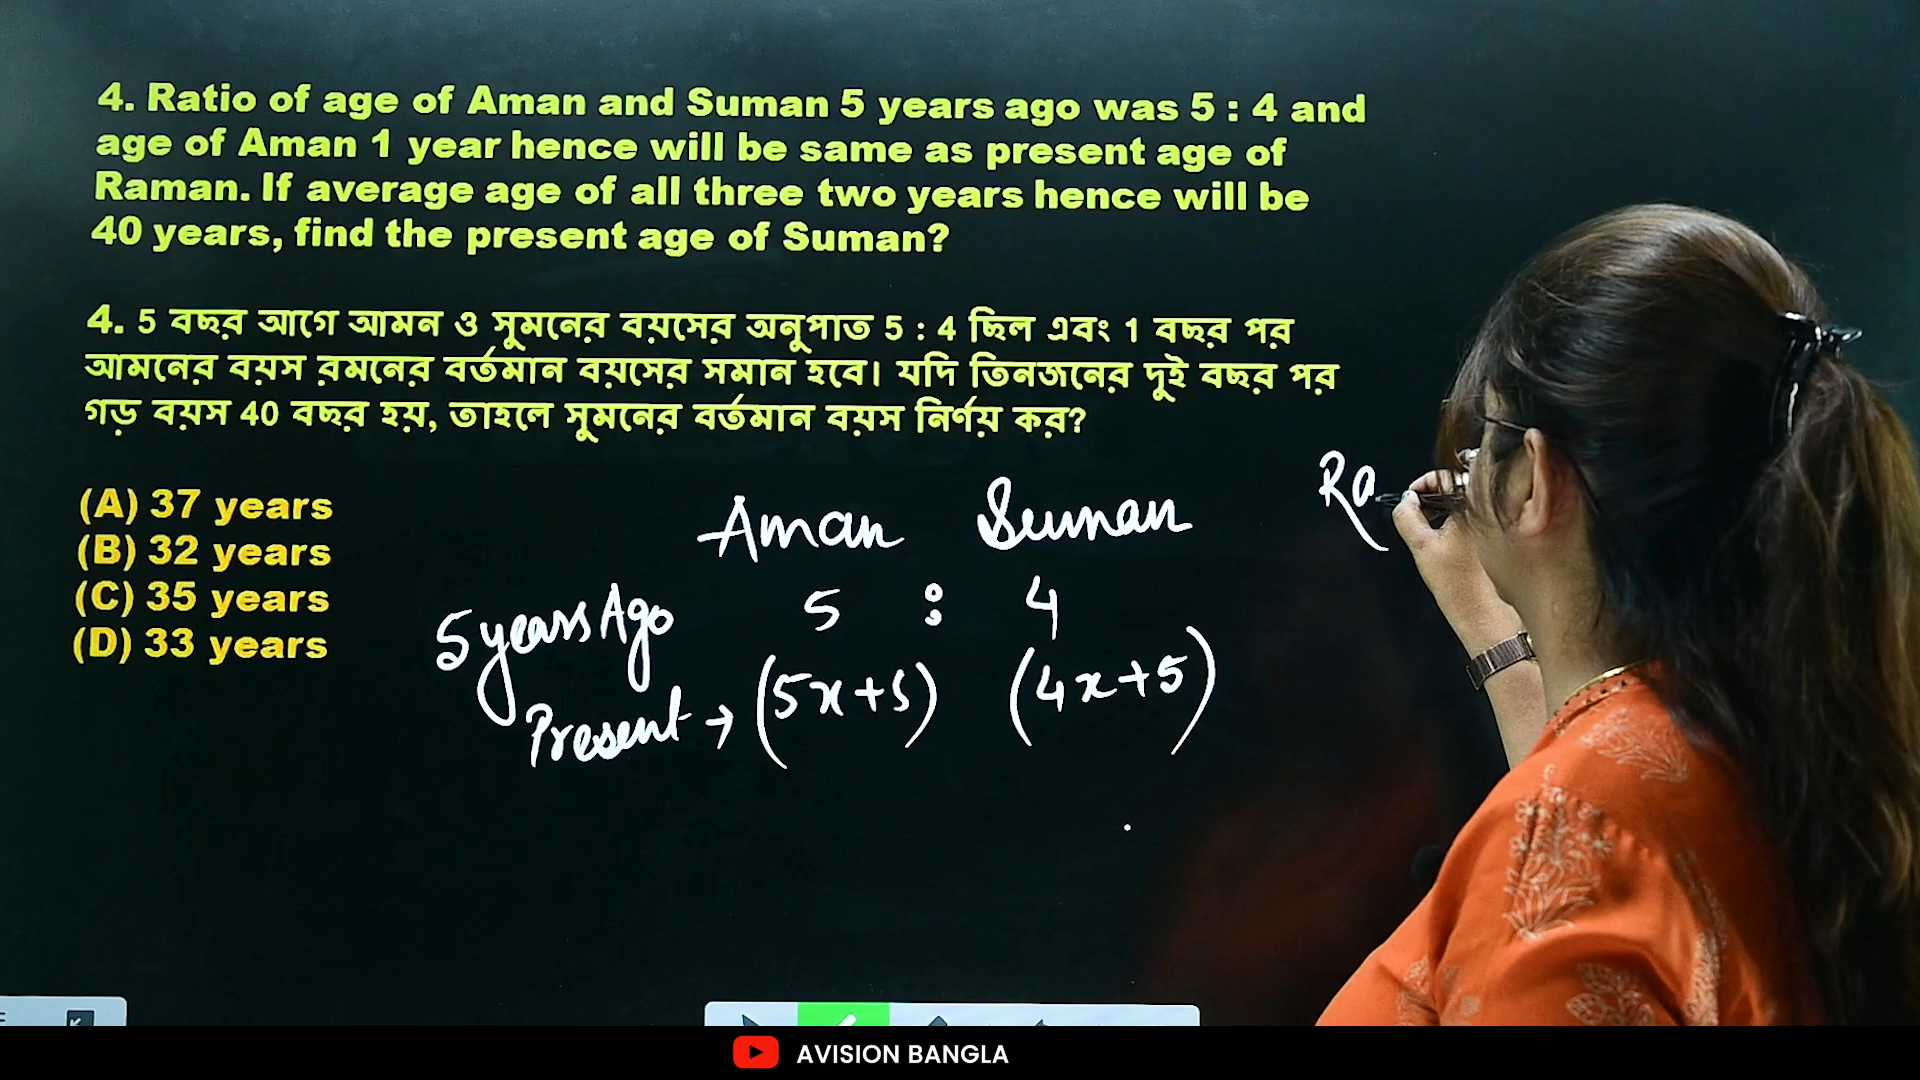 4. Ratio of age of Aman and Suman 5 years ago was 5 : 4 and
age of Aman 1 year hence will be same as present age of
Raman. If average age of all three two years hence will be
40 years, find the present age of Suman?
4. 5 বছর আগে আমন ও সুমনের বয়সের অনুপাত 5 : 4 ছিল এবং 1 বছর পর
আমনের বয়স রমনের বর্তমান বয়সের সমান হবে। যদি তিনজনের দুই বছর পর
গড় বয়স 40 বছর হয়, তাহলে সুমনের বর্তমান বয়স নির্ণয় কর?
(A) 37 years
(B) 32 years
(C) 35 years
(D) 33 years
Aman Suman Ra
5 years Ago 5 : 4
Present → (5x+5) (4x+5)
AVISION BANGLA